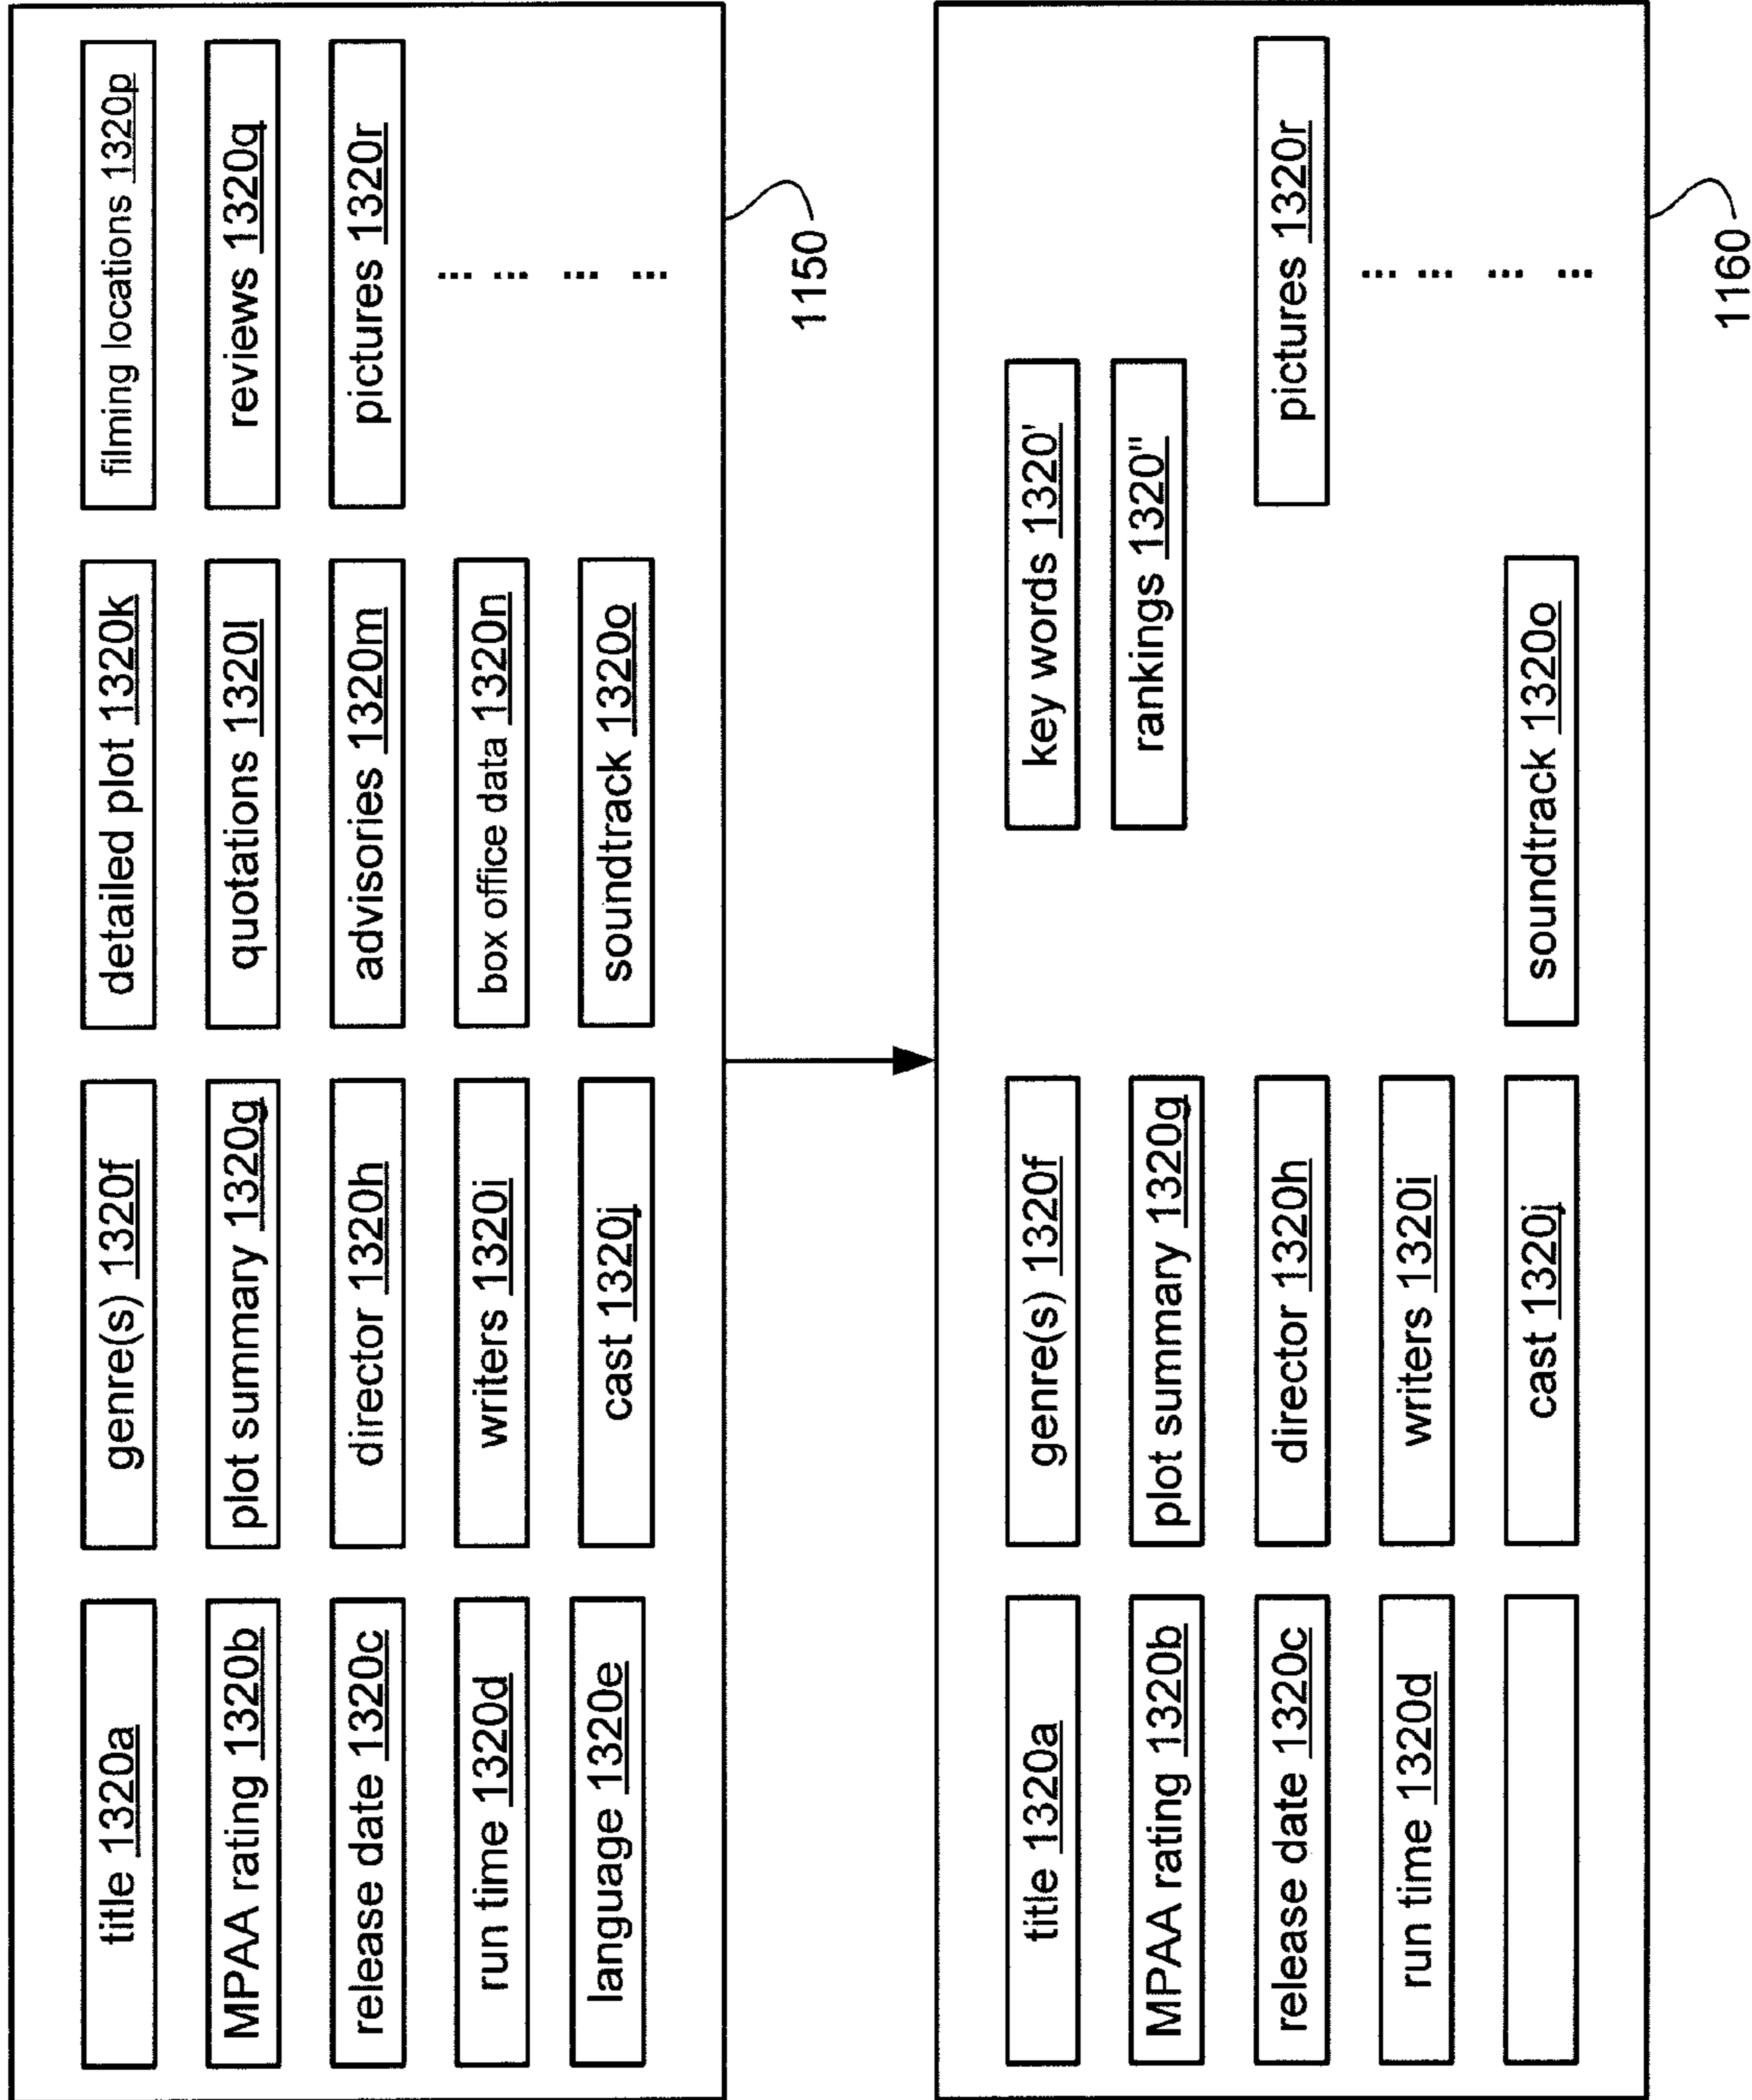 title 1320a
MPAA rating 1320b
release date 1320c
run time 1320d
language 1320e
genre(s) 1320f
plot summary 1320g
director 1320h
writers 1320i
cast 1320j
detailed plot 1320k
quotations 1320l
advisories 1320m
box office data 1320n
soundtrack 1320o
filming locations 1320p
reviews 1320q
pictures 1320r
1150
title 1320a
MPAA rating 1320b
release date 1320c
run time 1320d
genre(s) 1320f
plot summary 1320g
director 1320h
writers 1320i
cast 1320j
key words 1320'
rankings 1320"
soundtrack 1320o
pictures 1320r
1160